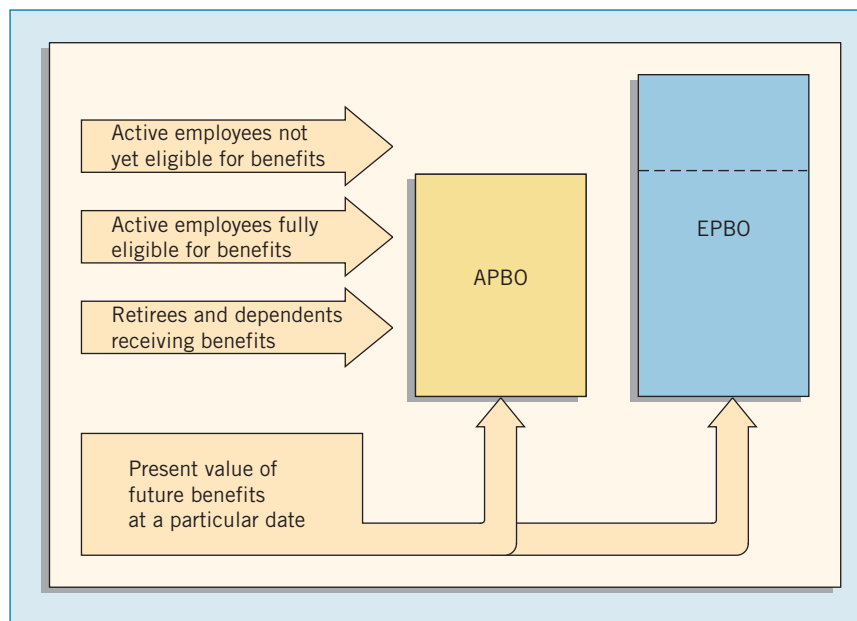 Active employees not
yet eligible for benefits
Active employees fully
eligible for benefits
Retirees and dependents
receiving benefits
APBO
EPBO
Present value of
future benefits
at a particular date